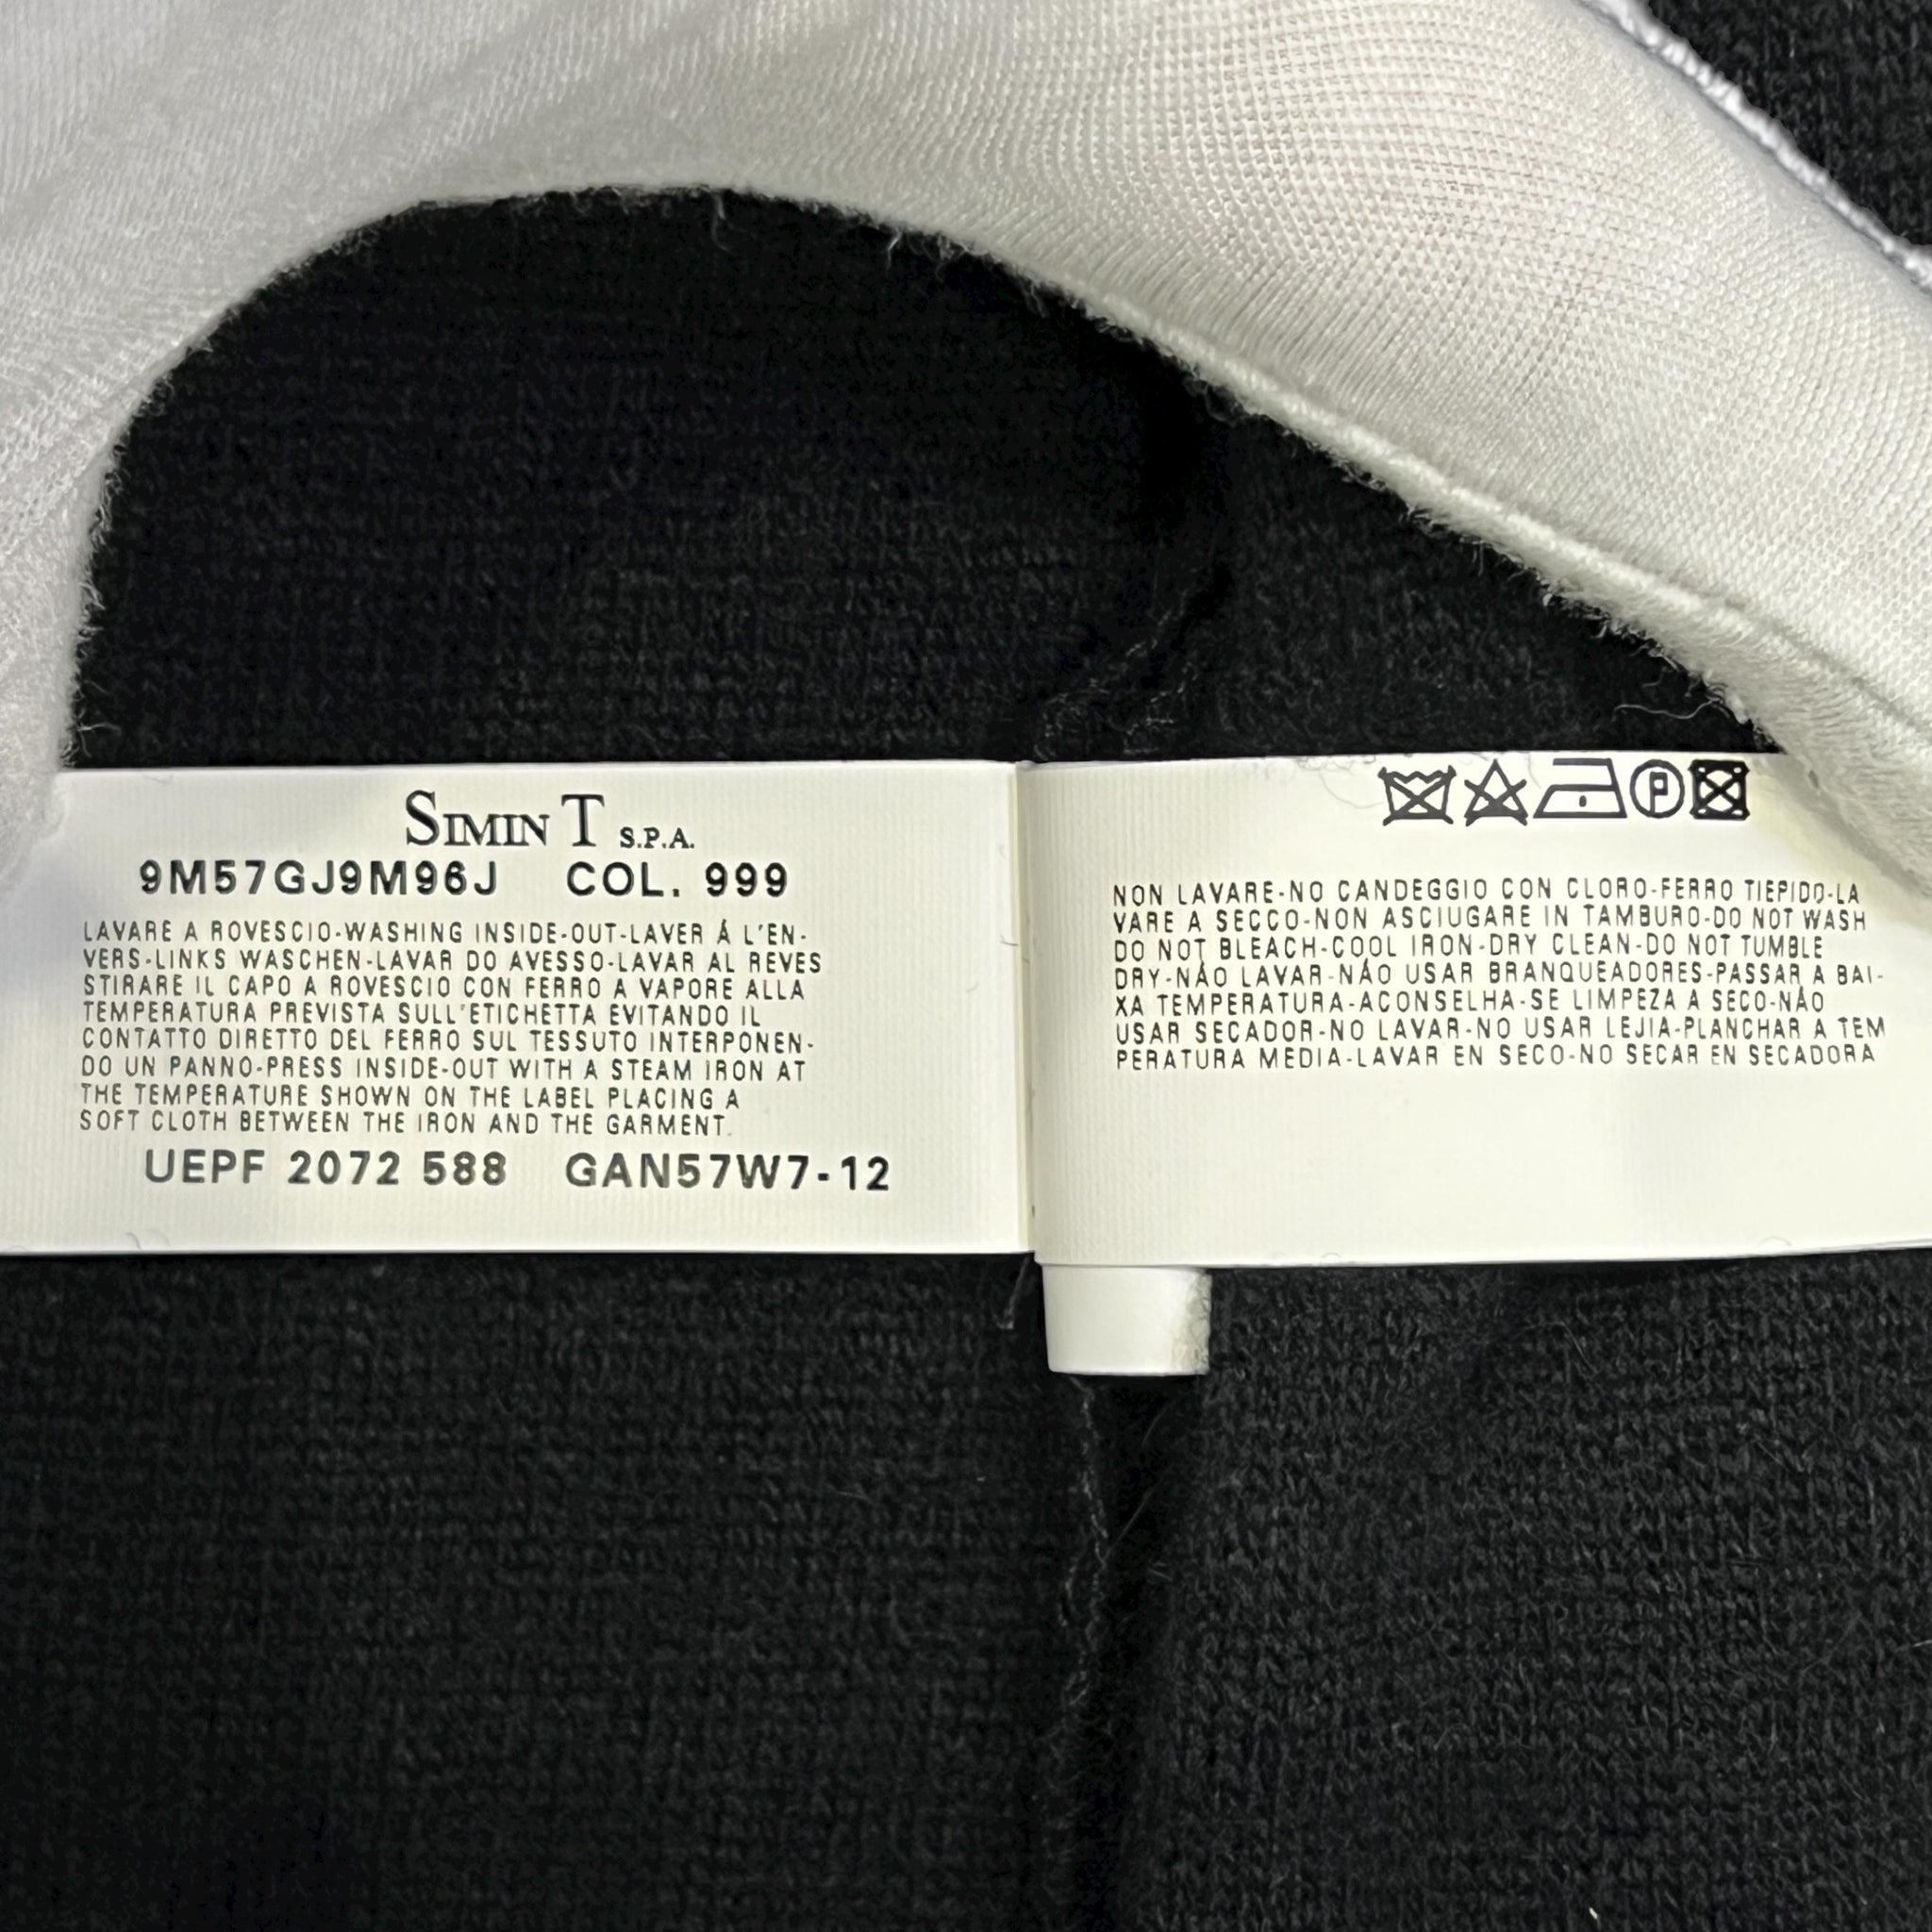 SIMIN T S.P.A.
9M57GJ9M96J COL. 999
LAVARE A ROVESCIO-WASHING INSIDE-OUT-LAVER Á L'EN-
VERS-LINKS WASCHEN-LAVAR DO AVESSO-LAVAR AL REVES
STIRARE IL CAPO A ROVESCIO CON FERRO A VAPORE ALLA
TEMPERATURA PREVISTA SULL'ETICHETTA EVITANDO IL
CONTATTO DIRETTO DEL FERRO SUL TESSUTO INTERPONEN-
DO UN PANNO-PRESS INSIDE-OUT WITH A STEAM IRON AT
THE TEMPERATURE SHOWN ON THE LABEL PLACING A
SOFT CLOTH BETWEEN THE IRON AND THE GARMENT.
UEPF 2072 588 GAN57W7-12
P
NON LAVARE-NO CANDEGGIO CON CLORO-FERRO TIEPIDO-LA
VARE A SECCO-NON ASCIUGARE IN TAMBURO-DO NOT WASH
DO NOT BLEACH-COOL IRON-DRY CLEAN-DO NOT TUMBLE
DRY-NÃO LAVAR-NÃO USAR BRANQUEADORES-PASSAR A BAI-
XA TEMPERATURA-ACONSELHA-SE LIMPEZA A SECO-NÃO
USAR SECADOR-NO LAVAR-NO USAR LEJIA-PLANCHAR A TEM
PERATURA MEDIA-LAVAR EN SECO-NO SECAR EN SECADORA